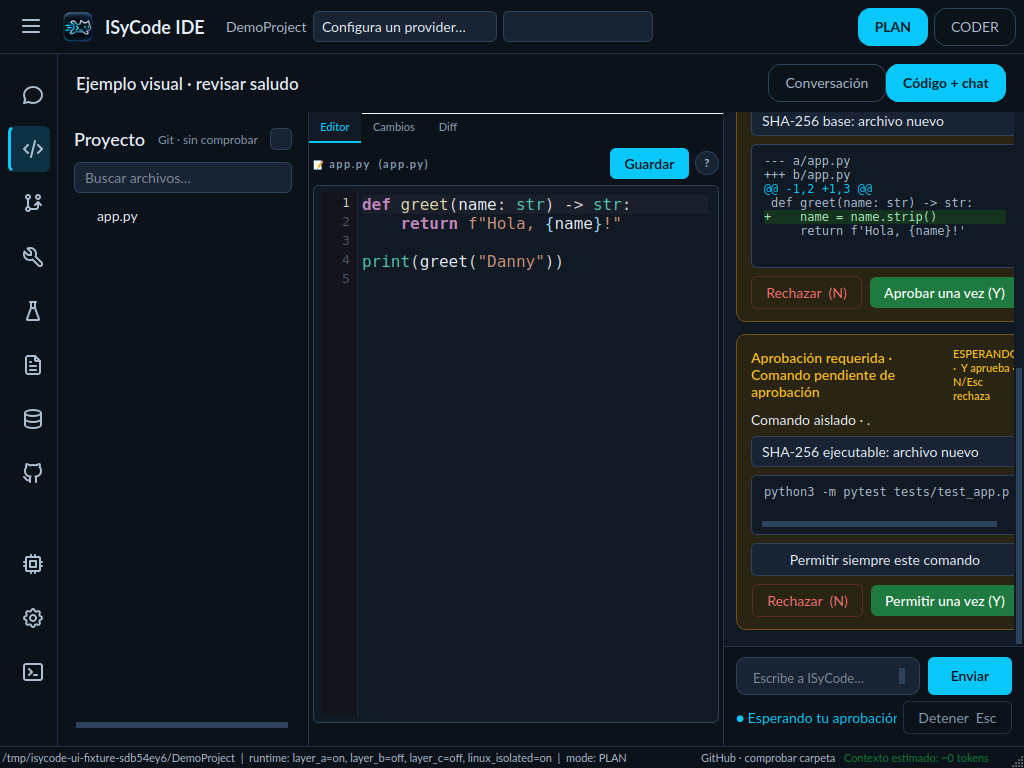 ISyCode IDE DemoProject Configura un provider... PLAN CODER
Ejemplo visual · revisar saludo Conversación Código + chat
Proyecto Git · sin comprobar
Buscar archivos...
app.py
Editor Cambios Diff
app.py (app.py) Guardar ?
1 def greet(name: str) -> str:
2     return f"Hola, {name}!"
3
4 print(greet("Danny"))
5
SHA-256 base: archivo nuevo
--- a/app.py
+++ b/app.py
@@ -1,2 +1,3 @@
 def greet(name: str) -> str:
+    name = name.strip()
     return f'Hola, {name}!'
Rechazar (N) Aprobar una vez (Y)
Aprobación requerida ·
Comando pendiente de
aprobación
ESPERANDO
· Y aprueba ·
N/Esc
rechaza
Comando aislado · .
SHA-256 ejecutable: archivo nuevo
python3 -m pytest tests/test_app.p
Permitir siempre este comando
Rechazar (N) Permitir una vez (Y)
Escribe a ISyCode... Enviar
● Esperando tu aprobación Detener Esc
/tmp/isycode-ui-fixture-sdb54ey6/DemoProject | runtime: layer_a=on, layer_b=off, layer_c=off, linux_isolated=on | mode: PLAN GitHub · comprobar carpeta Contexto estimado: ~0 tokens